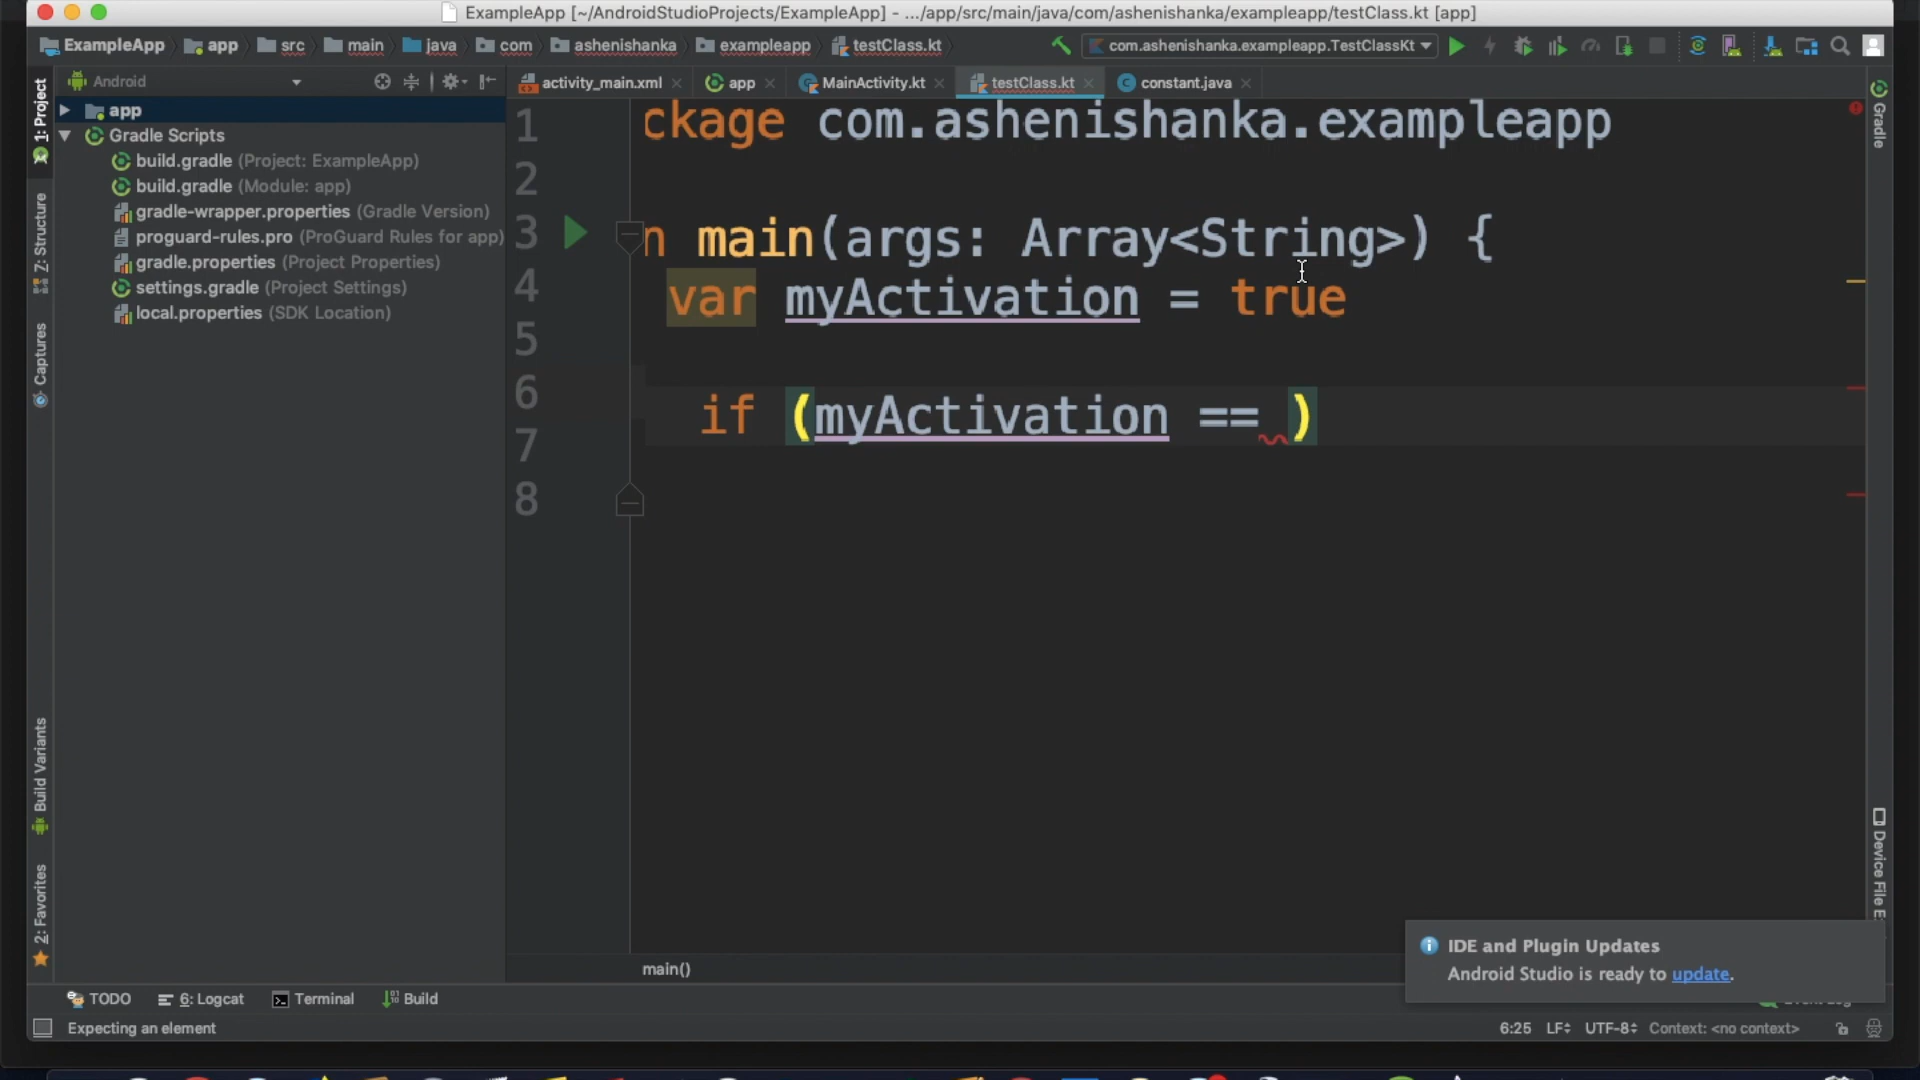 ExampleApp [~/AndroidStudioProjects/ExampleApp] - .../app/src/main/java/com/ashenishanka/exampleapp/testClass.kt [app]
ExampleApp app src main java com ashenishanka exampleapp testClass.kt com.ashenishanka.exampleapp.TestClassKt
Android
activity_main.xml app MainActivity.kt testClass.kt constant.java
1: Project
Z: Structure
Captures
Build Variants
2: Favorites
app
Gradle Scripts
build.gradle (Project: ExampleApp)
build.gradle (Module: app)
gradle-wrapper.properties (Gradle Version)
proguard-rules.pro (ProGuard Rules for app)
gradle.properties (Project Properties)
settings.gradle (Project Settings)
local.properties (SDK Location)
1 ckage com.ashenishanka.exampleapp
2
3 n main(args: Array<String>) {
4 var myActivation = true
5
6 if (myActivation == )
7
8
main()
Gradle
Device File E
IDE and Plugin Updates
Android Studio is ready to update.
TODO 6: Logcat Terminal Build
Expecting an element 6:25 LF UTF-8 Context: <no context>